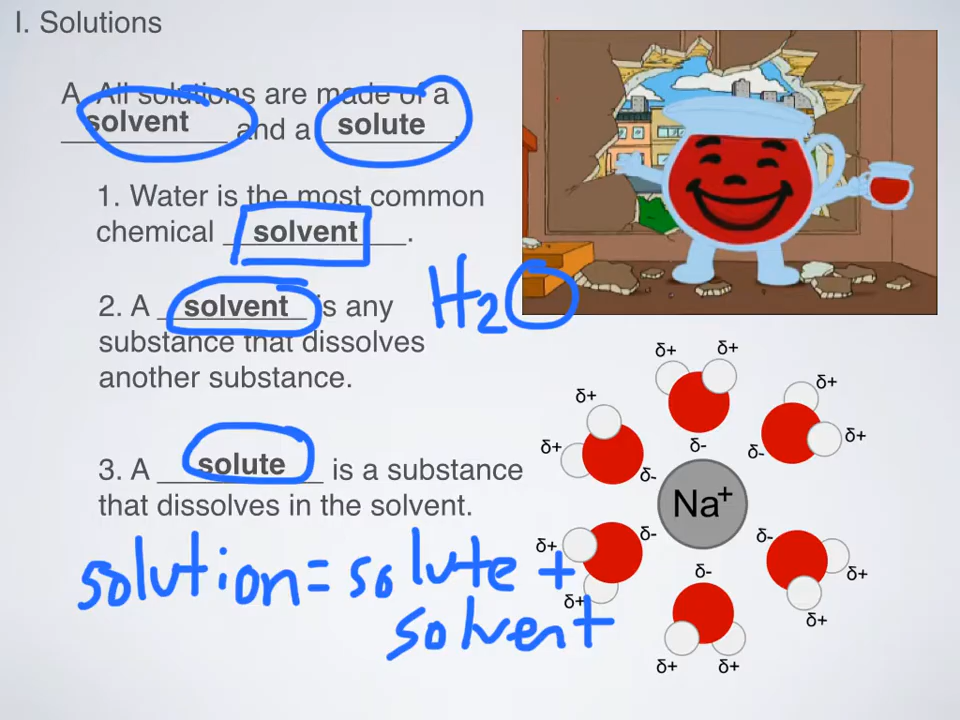 I. Solutions
A. All solutions are made of a
solvent and a solute.
1. Water is the most common
chemical solvent.
2. A solvent is any
substance that dissolves
another substance.
H2O
3. A solute is a substance
that dissolves in the solvent.
solution = solute +
solvent
δ+ δ+
δ+ δ+
δ+ δ+
δ- δ- δ-
Na+
δ+ δ- δ-
δ+ δ- δ+
δ+ δ+ δ+